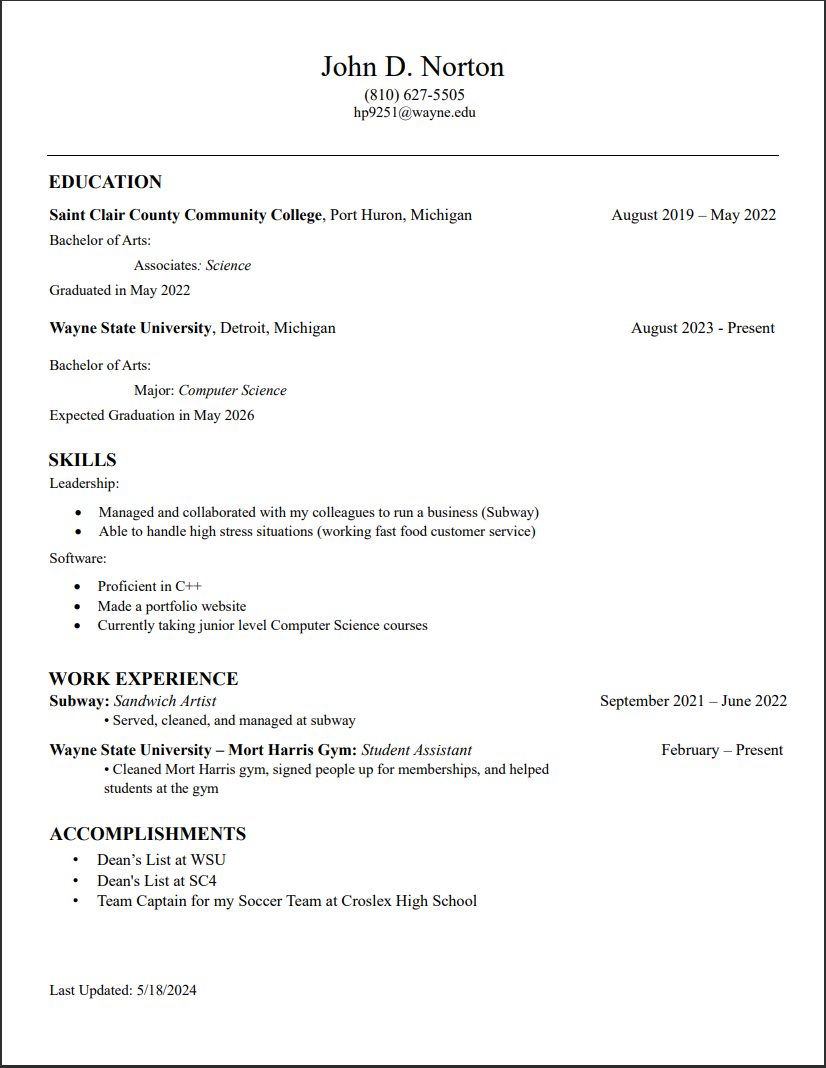 John D. Norton
(810) 627-5505
hp9251@wayne.edu
EDUCATION
Saint Clair County Community College, Port Huron, Michigan August 2019 – May 2022
Bachelor of Arts:
Associates: Science
Graduated in May 2022
Wayne State University, Detroit, Michigan August 2023 - Present
Bachelor of Arts:
Major: Computer Science
Expected Graduation in May 2026
SKILLS
Leadership:
• Managed and collaborated with my colleagues to run a business (Subway)
• Able to handle high stress situations (working fast food customer service)
Software:
• Proficient in C++
• Made a portfolio website
• Currently taking junior level Computer Science courses
WORK EXPERIENCE
Subway: Sandwich Artist September 2021 – June 2022
• Served, cleaned, and managed at subway
Wayne State University – Mort Harris Gym: Student Assistant February – Present
• Cleaned Mort Harris gym, signed people up for memberships, and helped
students at the gym
ACCOMPLISHMENTS
• Dean’s List at WSU
• Dean's List at SC4
• Team Captain for my Soccer Team at Croslex High School
Last Updated: 5/18/2024